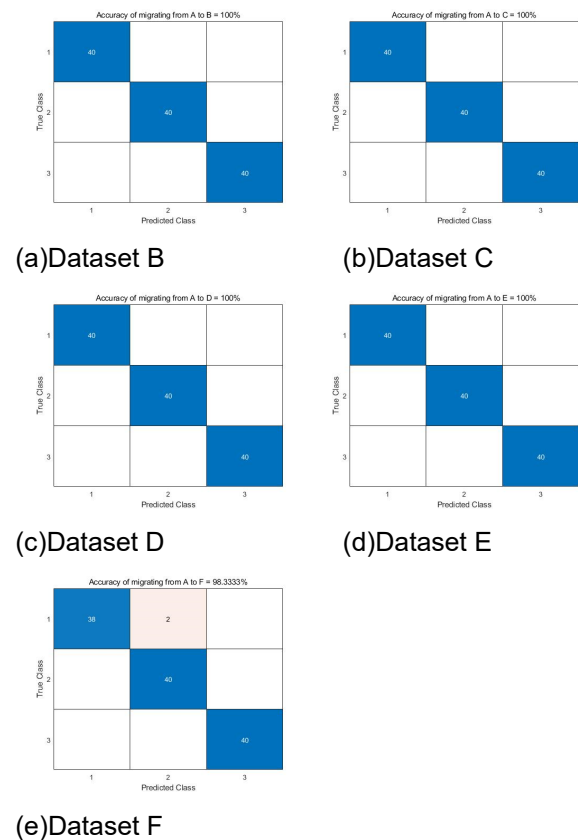 Accuracy of migrating from A to B = 100%
1
40
2
40
3
40
1 2 3
True Class
Predicted Class
(a)Dataset B
Accuracy of migrating from A to C = 100%
1
40
2
40
3
40
1 2 3
True Class
Predicted Class
(b)Dataset C
Accuracy of migrating from A to D = 100%
1
40
2
40
3
40
1 2 3
True Class
Predicted Class
(c)Dataset D
Accuracy of migrating from A to E = 100%
1
40
2
40
3
40
1 2 3
True Class
Predicted Class
(d)Dataset E
Accuracy of migrating from A to F = 98.3333%
1
38 2
2
40
3
40
1 2 3
True Class
Predicted Class
(e)Dataset F